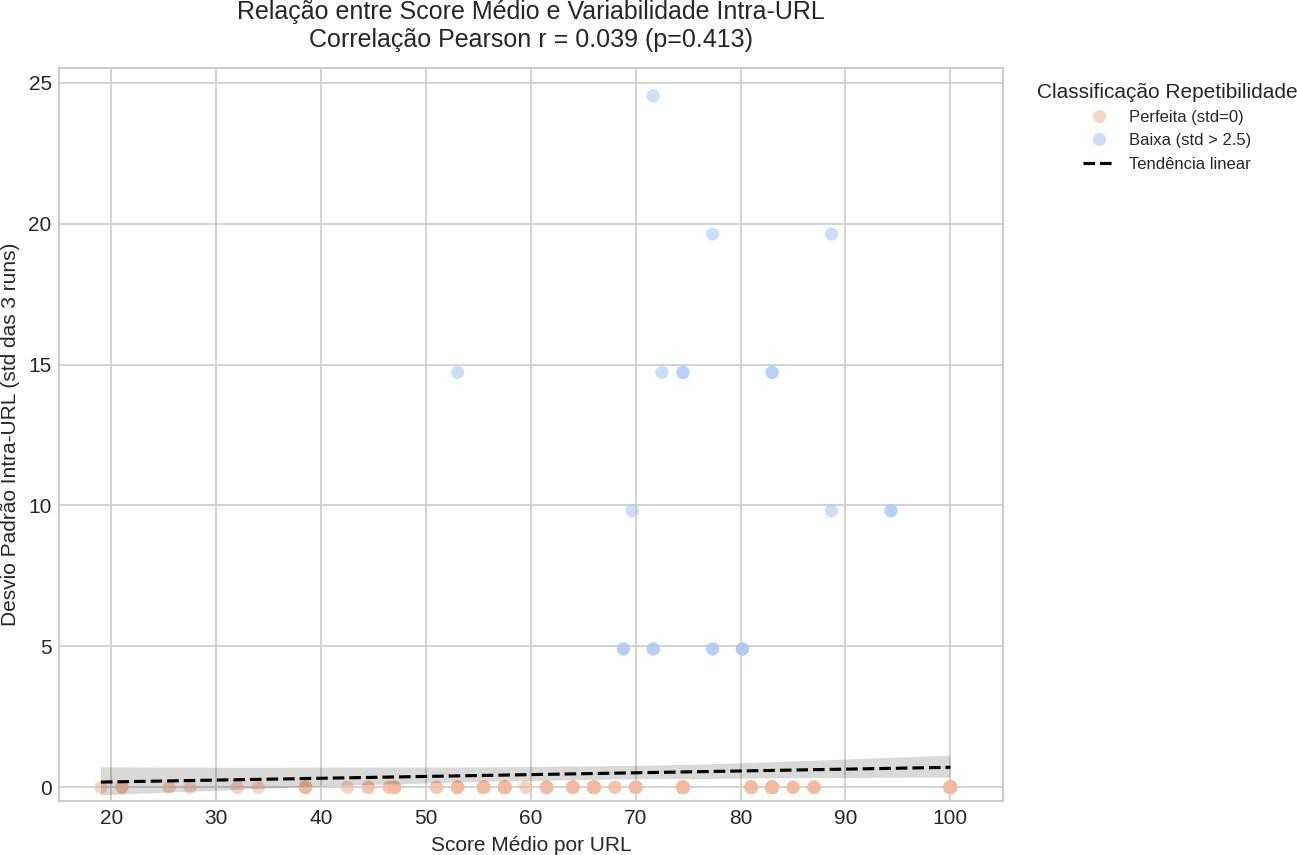 Relação entre Score Médio e Variabilidade Intra-URL
Correlação Pearson r = 0.039 (p=0.413)
Classificação Repetibilidade
Perfeita (std=0)
Baixa (std > 2.5)
Tendência linear
Desvio Padrão Intra-URL (std das 3 runs)
25
20
15
10
5
0
20 30 40 50 60 70 80 90 100
Score Médio por URL